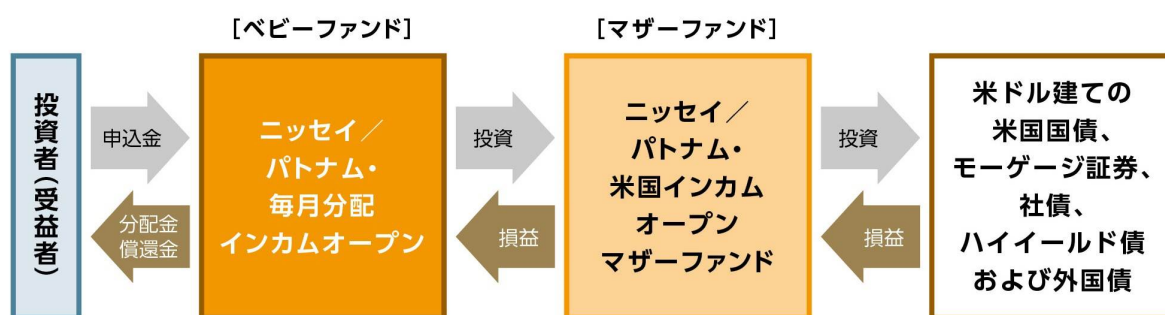 [ベビーファンド]
[マザーファンド]
投資者(受益者)
申込金
分配金
償還金
ニッセイ／
パトナム・
毎月分配
インカムオープン
投資
損益
ニッセイ／
パトナム・
米国インカム
オープン
マザーファンド
投資
損益
米ドル建ての
米国国債、
モーゲージ証券、
社債、
ハイイールド債
および外国債